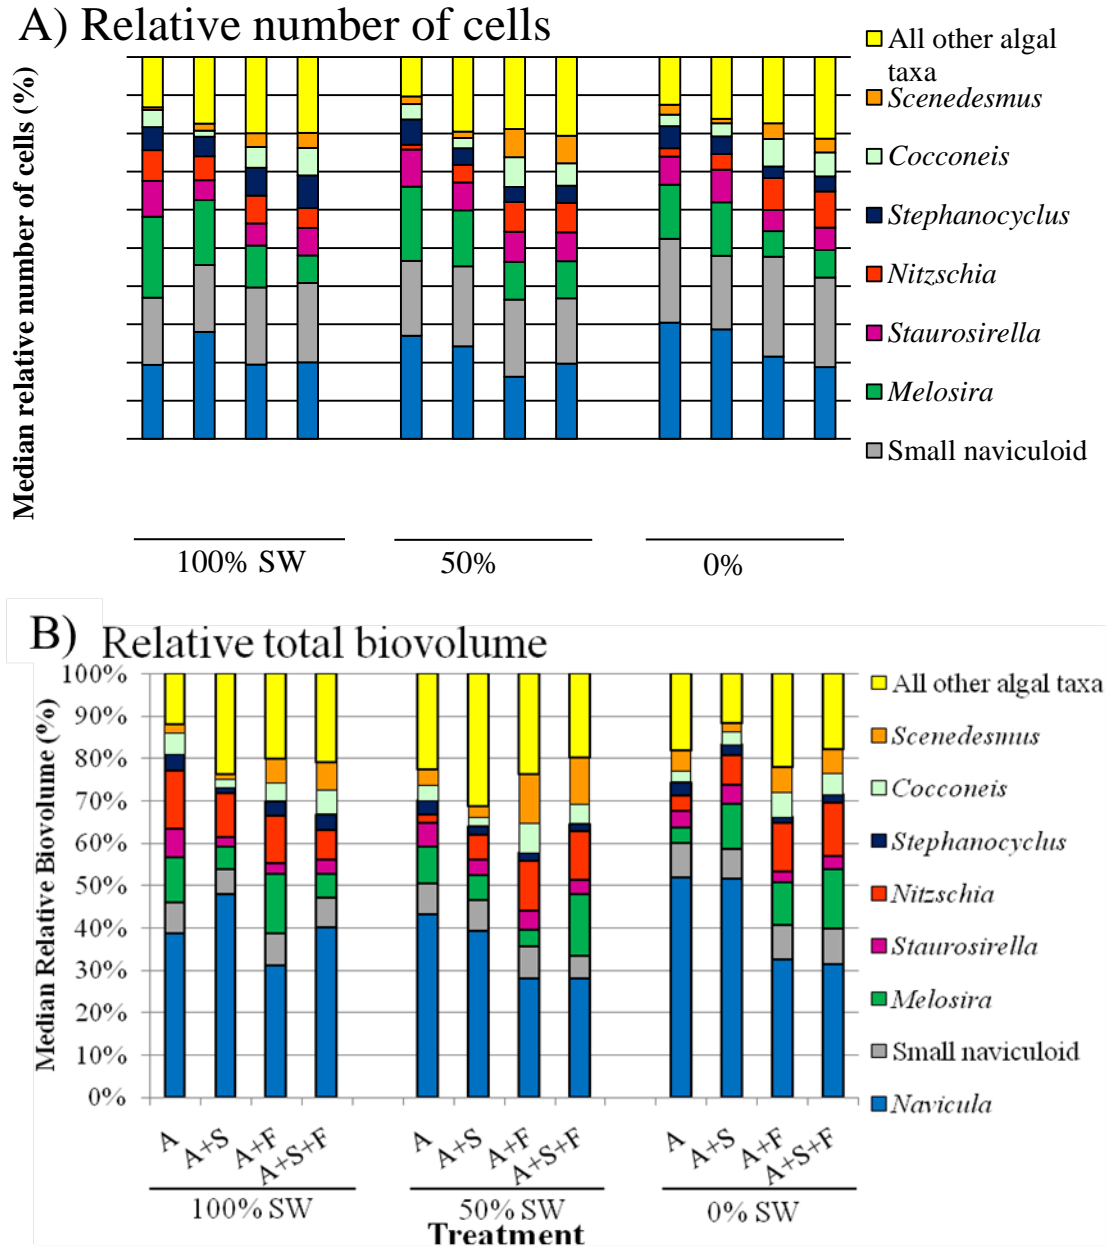 A) Relative number of cells
Median relative number of cells (%)
All other algal
taxa
Scenedesmus
Cocconeis
Stephanocyclus
Nitzschia
Staurosirella
Melosira
Small naviculoid
100% SW
50%
0%
B) Relative total biovolume
Median Relative Biovolume (%)
100%
90%
80%
70%
60%
50%
40%
30%
20%
10%
0%
All other algal taxa
Scenedesmus
Cocconeis
Stephanocyclus
Nitzschia
Staurosirella
Melosira
Small naviculoid
Navicula
A A+S A+F A+S+F A A+S A+F A+S+F A A+S A+F A+S+F
100% SW 50% SW 0% SW
Treatment